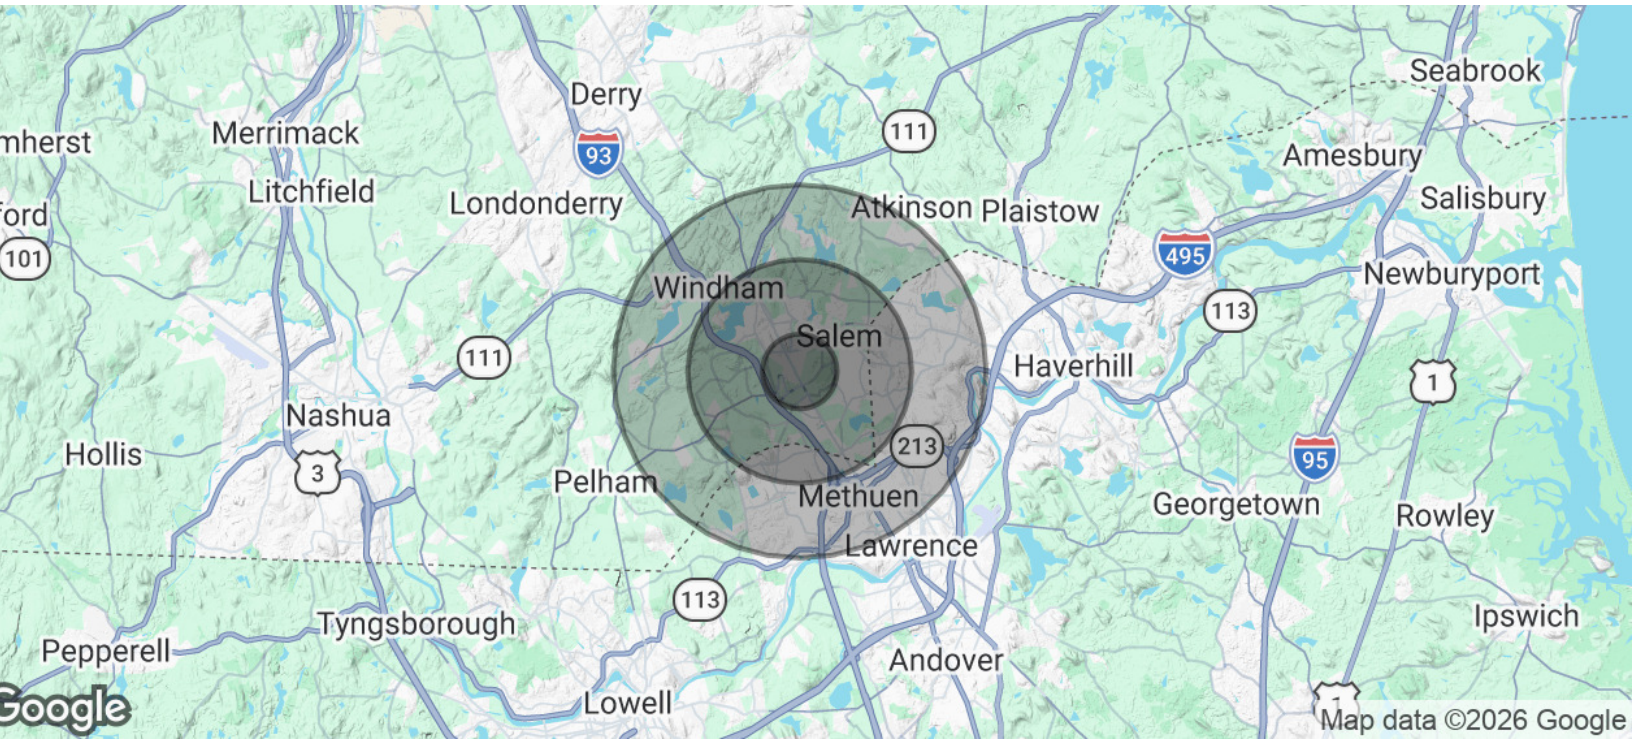 Seabrook
Derry
111
Merrimack
mherst
93
Amesbury
Litchfield
Salisbury
Londonderry
Atkinson
Plaistow
ford
101
495
Newburyport
Windham
113
Salem
111
Haverhill
1
Nashua
213
Hollis
95
3
Pelham
Methuen
Georgetown
Rowley
Lawrence
113
Ipswich
Tyngsborough
Pepperell
Andover
Lowell
1
Google
Map data ©2026 Google